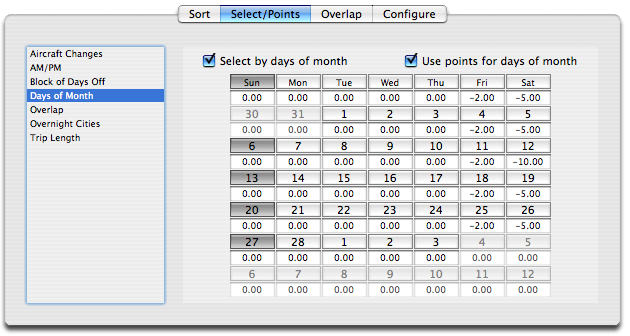 Sort Select/Points Overlap Configure
Aircraft Changes
AM/PM
Block of Days Off
Days of Month
Overlap
Overnight Cities
Trip Length
Select by days of month Use points for days of month
Sun Mon Tue Wed Thu Fri Sat
0.00 0.00 0.00 0.00 0.00 −2.00 −5.00
30 31 1 2 3 4 5
0.00 0.00 0.00 0.00 0.00 −2.00 −5.00
6 7 8 9 10 11 12
0.00 0.00 0.00 0.00 0.00 −2.00 −10.00
13 14 15 16 17 18 19
0.00 0.00 0.00 0.00 0.00 −2.00 −5.00
20 21 22 23 24 25 26
0.00 0.00 0.00 0.00 0.00 −2.00 −5.00
27 28 1 2 3 4 5
0.00 0.00 0.00 0.00 0.00 0.00 0.00
6 7 8 9 10 11 12
0.00 0.00 0.00 0.00 0.00 0.00 0.00